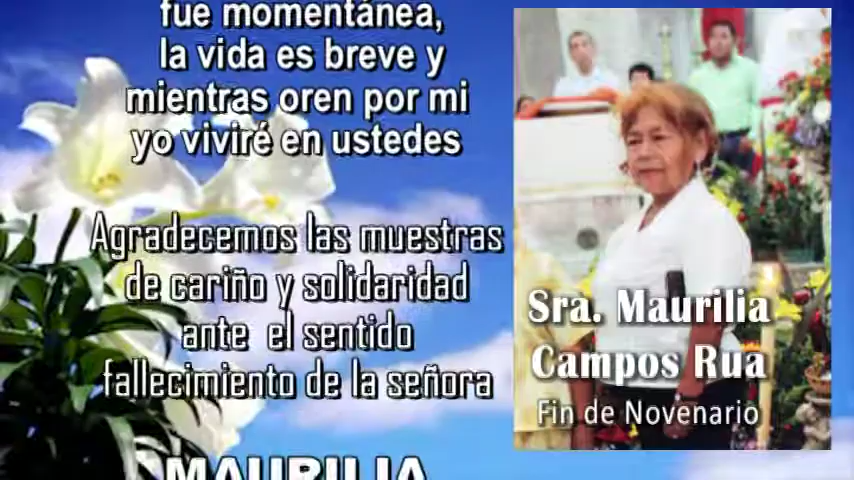 fue momentánea,
la vida es breve y
mientras oren por mi
yo viviré en ustedes
Agradecemos las muestras
de cariño y solidaridad
ante el sentido
fallecimiento de la señora
MAURILIA
Sra. Maurilia
Campos Rua
Fin de Novenario